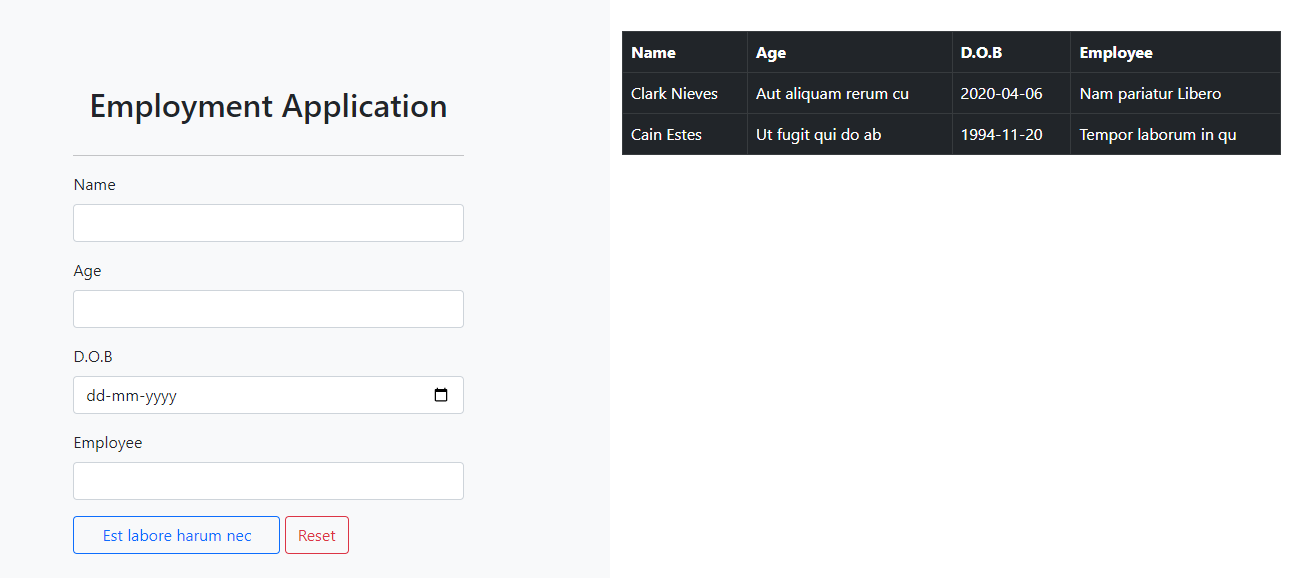 Employment Application
Name
Age
D.O.B
dd-mm-yyyy
Employee
Est labore harum nec Reset
Name Age D.O.B Employee
Clark Nieves Aut aliquam rerum cu 2020-04-06 Nam pariatur Libero
Cain Estes Ut fugit qui do ab 1994-11-20 Tempor laborum in qu